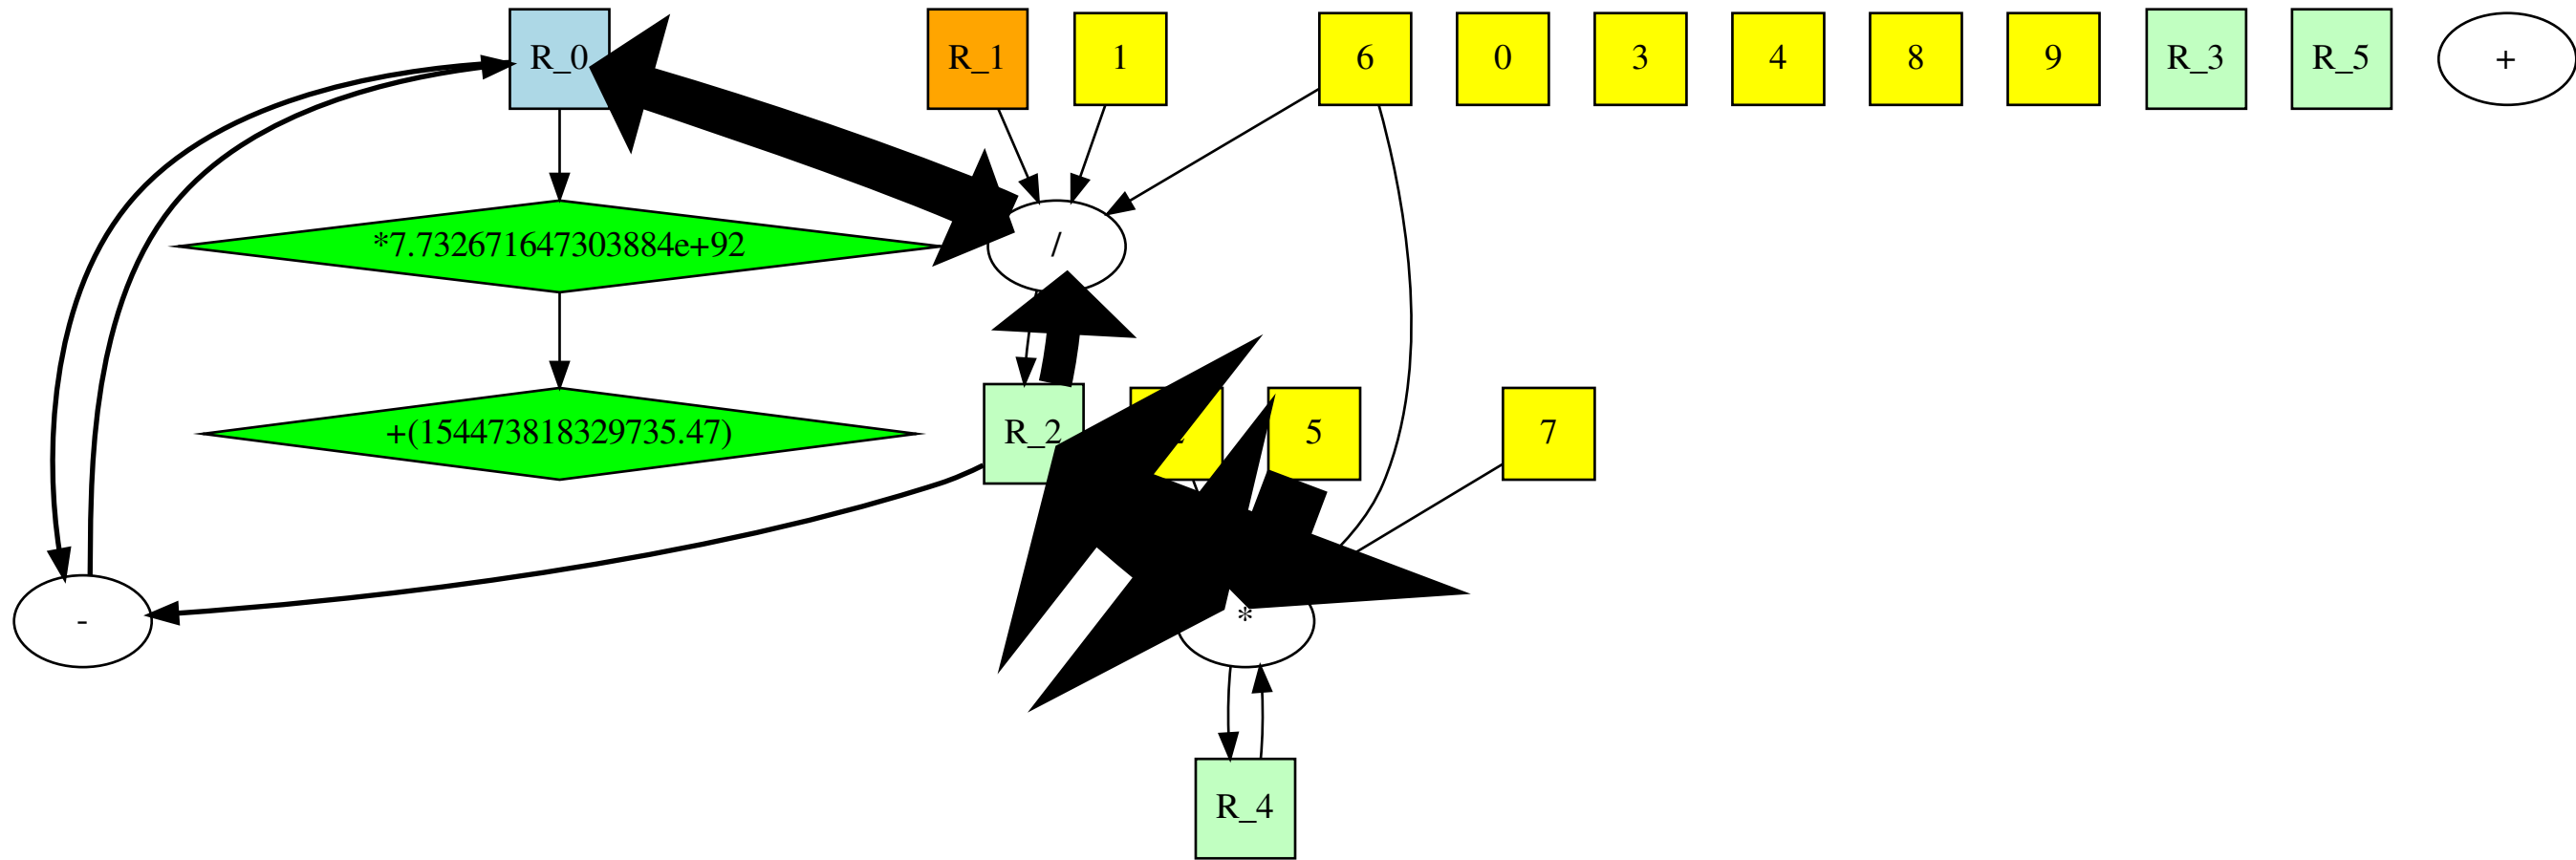 R_0
R_1
1
6
0
3
4
8
9
R_3
R_5
+
*7.732671647303884e+92
/
+(154473818329735.47)
R_2
5
7
-
*
R_4